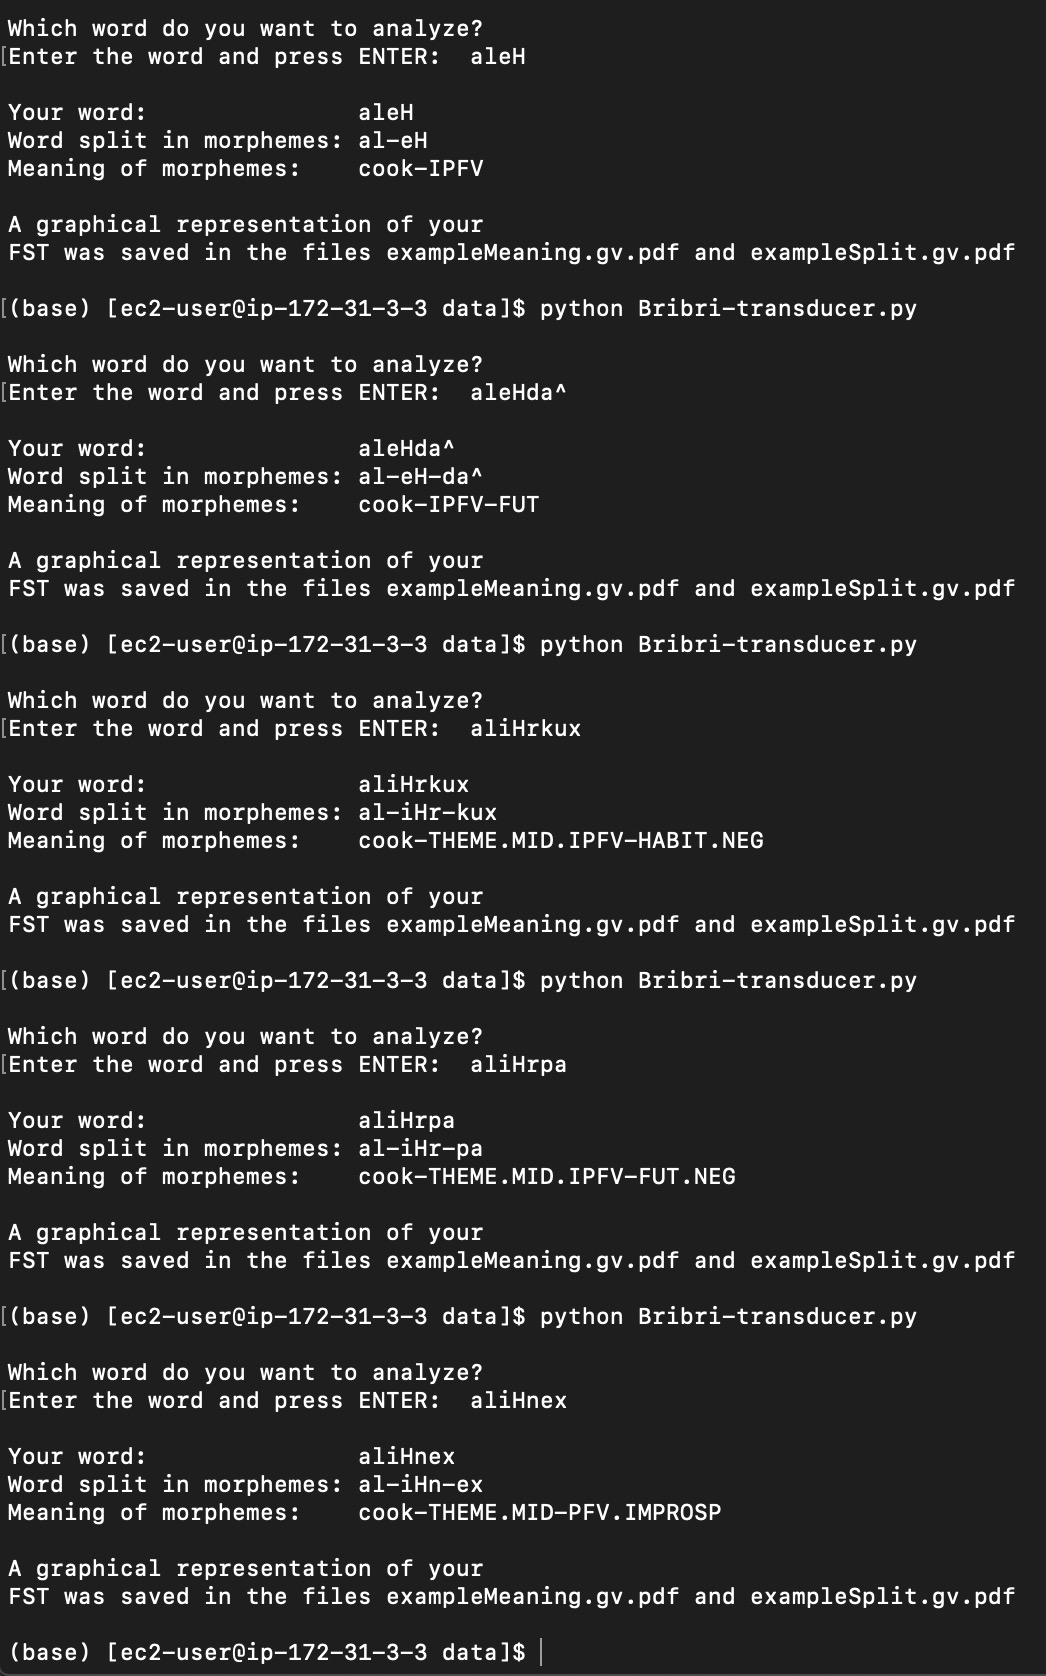 Which word do you want to analyze?
[Enter the word and press ENTER:  aleH
Your word:               aleH
Word split in morphemes: al-eH
Meaning of morphemes:    cook-IPFV
A graphical representation of your
FST was saved in the files exampleMeaning.gv.pdf and exampleSplit.gv.pdf
[(base) [ec2-user@ip-172-31-3-3 data]$ python Bribri-transducer.py
Which word do you want to analyze?
[Enter the word and press ENTER:  aleHda^
Your word:               aleHda^
Word split in morphemes: al-eH-da^
Meaning of morphemes:    cook-IPFV-FUT
A graphical representation of your
FST was saved in the files exampleMeaning.gv.pdf and exampleSplit.gv.pdf
[(base) [ec2-user@ip-172-31-3-3 data]$ python Bribri-transducer.py
Which word do you want to analyze?
[Enter the word and press ENTER:  aliHrkux
Your word:               aliHrkux
Word split in morphemes: al-iHr-kux
Meaning of morphemes:    cook-THEME.MID.IPFV-HABIT.NEG
A graphical representation of your
FST was saved in the files exampleMeaning.gv.pdf and exampleSplit.gv.pdf
[(base) [ec2-user@ip-172-31-3-3 data]$ python Bribri-transducer.py
Which word do you want to analyze?
[Enter the word and press ENTER:  aliHrpa
Your word:               aliHrpa
Word split in morphemes: al-iHr-pa
Meaning of morphemes:    cook-THEME.MID.IPFV-FUT.NEG
A graphical representation of your
FST was saved in the files exampleMeaning.gv.pdf and exampleSplit.gv.pdf
[(base) [ec2-user@ip-172-31-3-3 data]$ python Bribri-transducer.py
Which word do you want to analyze?
[Enter the word and press ENTER:  aliHnex
Your word:               aliHnex
Word split in morphemes: al-iHn-ex
Meaning of morphemes:    cook-THEME.MID-PFV.IMPROSP
A graphical representation of your
FST was saved in the files exampleMeaning.gv.pdf and exampleSplit.gv.pdf
(base) [ec2-user@ip-172-31-3-3 data]$